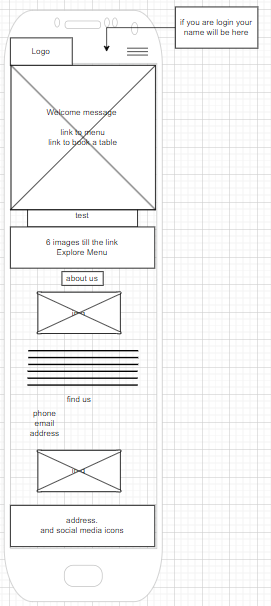 if you are login your
name will be here
Logo
Welcome message
link to menu
link to book a table
test
6 images till the link
Explore Menu
about us
find us
phone
email
address
address,
and social media icons